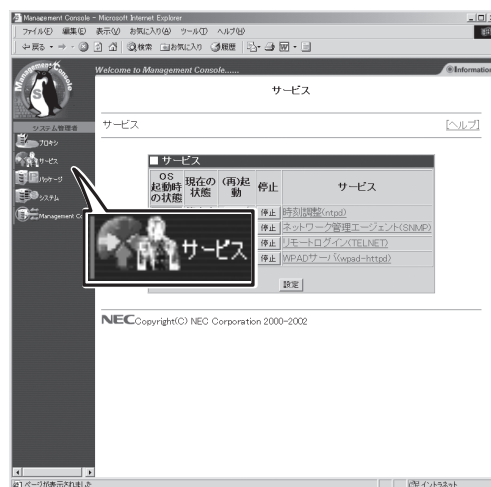 Management Console - Microsoft Internet Explorer
ファイル(F) 編集(E) 表示(V) お気に入り(A) ツール(T) ヘルプ(H)
戻る 検索 お気に入り 履歴
Management Console
Welcome to Management Console......
Information
サービス
システム管理者
プロキシ
サービス
パッケージ
システム
Management Co
サービス
[ヘルプ]
■ サービス
OS起動時の状態 現在の状態 (再)起動 停止 サービス
停止 時刻調整(ntpd)
停止 ネットワーク管理エージェント(SNMP)
停止 リモートログイン(TELNET)
停止 WPADサーバ(wpad-httpd)
サービス
設定
NEC Copyright(C) NEC Corporation 2000-2002
ページが表示されました
イントラネット